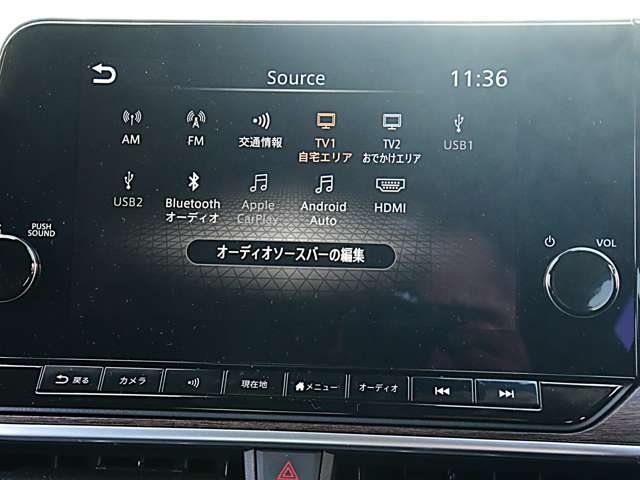 Source
11:36
AM
FM
交通情報
TV1
自宅エリア
TV2
おでかけエリア
USB1
USB2
Bluetooth
オーディオ
Apple
CarPlay
Android
Auto
HDMI
オーディオソースバーの編集
PUSH
SOUND
VOL
戻る
カメラ
現在地
メニュー
オーディオ